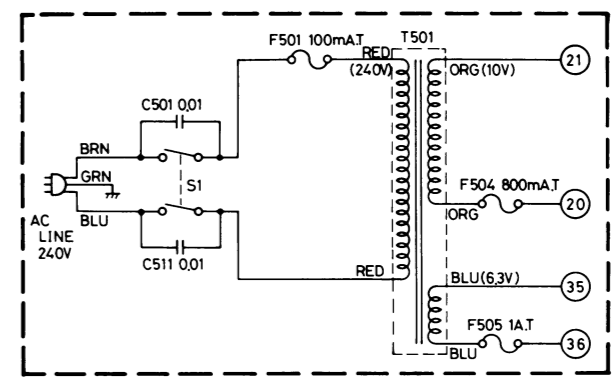 F501 100mA.T
RED
(240V)
T501
ORG(10V)
21
C501 0,01
BRN
GRN
S1
BLU
AC
LINE
240V
C511 0,01
RED
F504 800mA.T
ORG
20
BLU(6,3V)
35
F505 1A.T
BLU
36